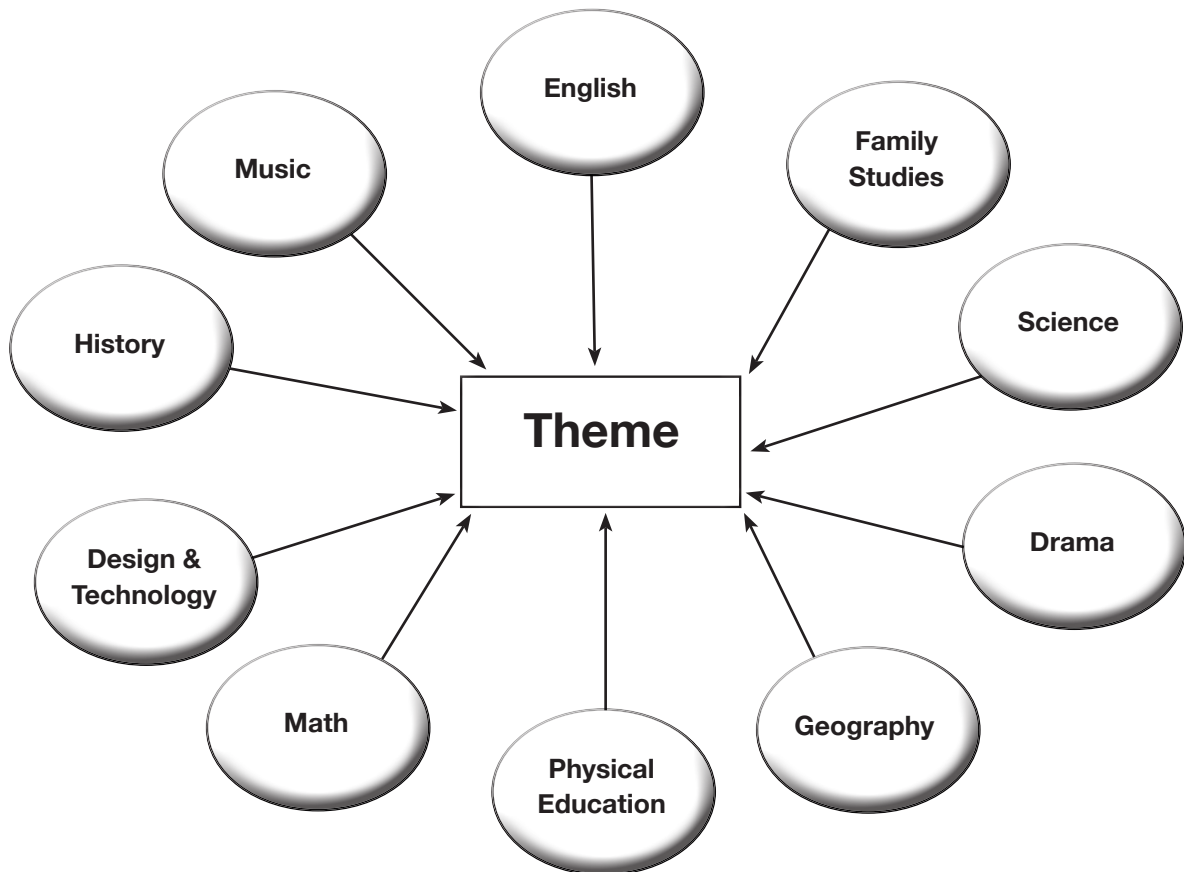 English
Family
Studies
Music
Science
History
Theme
Drama
Design &
Technology
Math
Geography
Physical
Education